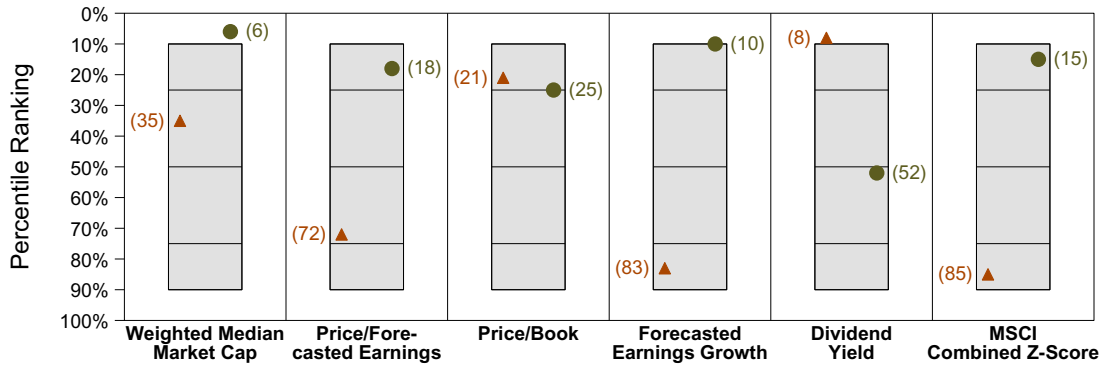 Percentile Ranking
0%
10%
20%
30%
40%
50%
60%
70%
80%
90%
100%
(6)
(35)
(18)
(72)
(21)
(25)
(10)
(83)
(8)
(52)
(15)
(85)
Weighted Median
Market Cap
Price/Fore-
casted Earnings
Price/Book
Forecasted
Earnings Growth
Dividend
Yield
MSCI
Combined Z-Score